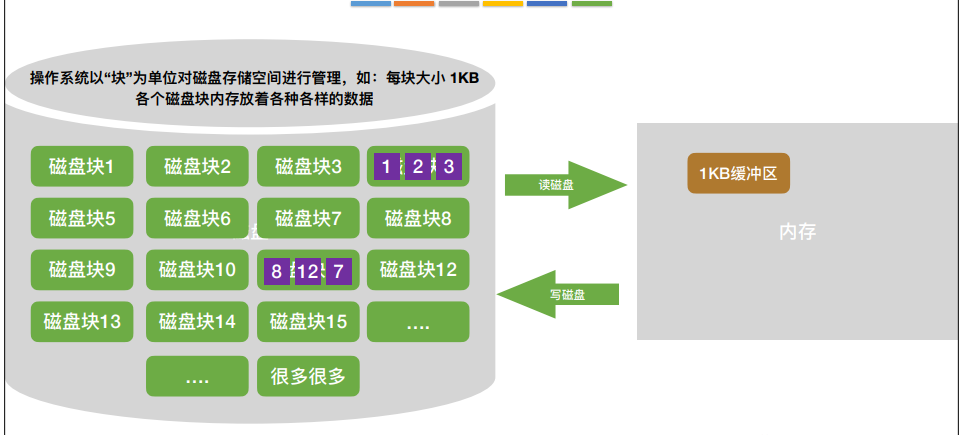 操作系统以“块”为单位对磁盘存储空间进行管理，如：每块大小 1KB
各个磁盘块内存放着各种各样的数据
磁盘块1
磁盘块2
磁盘块3
1 2 3
磁盘块5
磁盘块6
磁盘块7
磁盘块8
磁盘块9
磁盘块10
8 12 7
磁盘块12
磁盘块13
磁盘块14
磁盘块15
....
....
很多很多
读磁盘
写磁盘
1KB缓冲区
内存